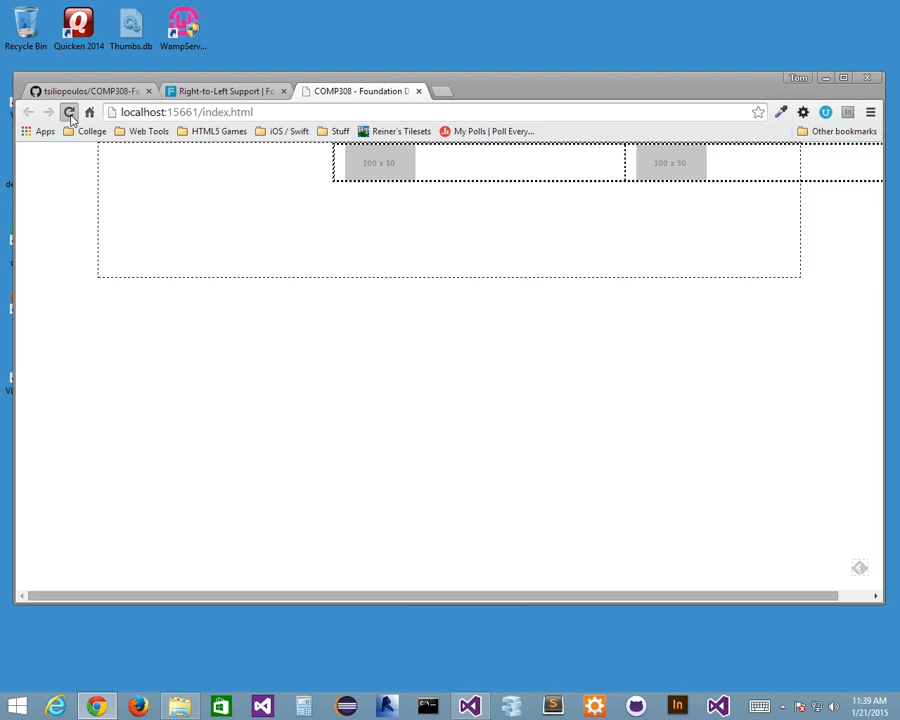 Recycle Bin
Quicken 2014
Thumbs.db
WampServ...
Tom
tsiliopoulos/COMP308-Fo
Right-to-Left Support | Fo
COMP308 - Foundation D
localhost:15661/index.html
Apps
College
Web Tools
HTML5 Games
iOS / Swift
Stuff
Reiner's Tilesets
My Polls | Poll Every...
Other bookmarks
100 x 50
100 x 50
In
11:39 AM
1/21/2015